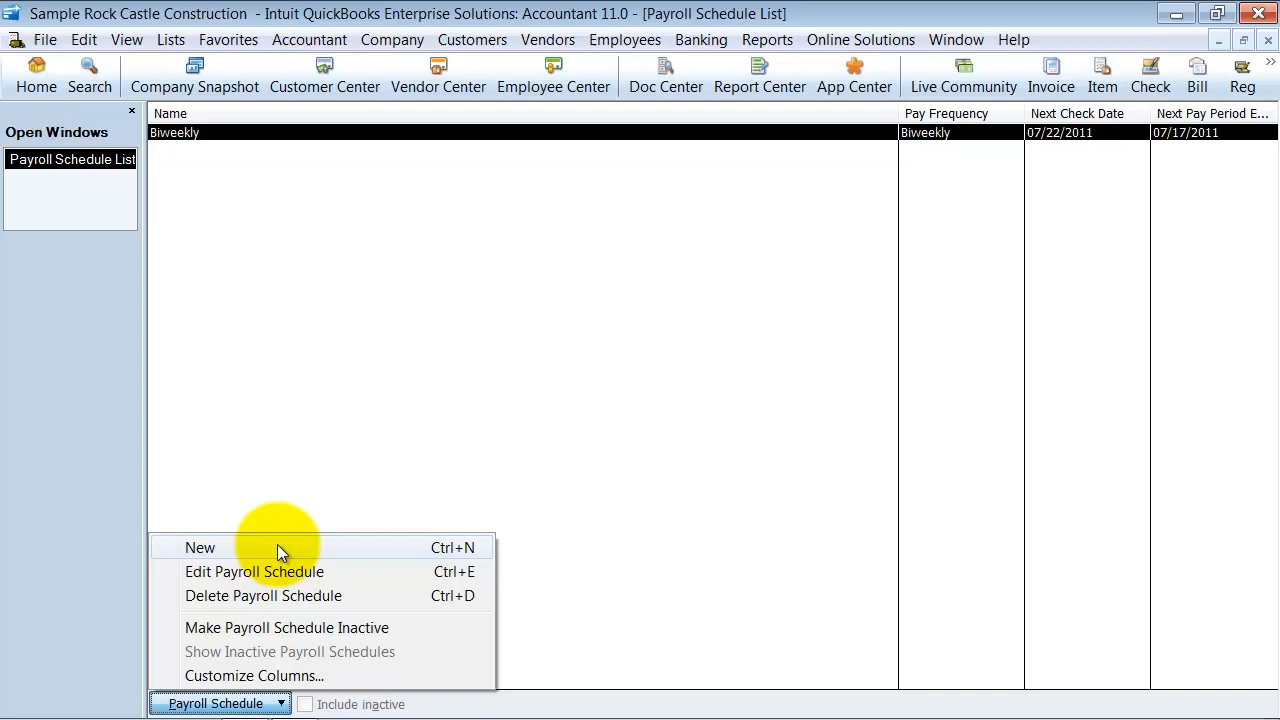 Sample Rock Castle Construction - Intuit QuickBooks Enterprise Solutions: Accountant 11.0 - [Payroll Schedule List]
File Edit View Lists Favorites Accountant Company Customers Vendors Employees Banking Reports Online Solutions Window Help
Home Search Company Snapshot Customer Center Vendor Center Employee Center Doc Center Report Center App Center Live Community Invoice Item Check Bill Reg
Open Windows
Payroll Schedule List
Name Pay Frequency Next Check Date Next Pay Period E...
Biweekly Biweekly 07/22/2011 07/17/2011
New Ctrl+N
Edit Payroll Schedule Ctrl+E
Delete Payroll Schedule Ctrl+D
Make Payroll Schedule Inactive
Show Inactive Payroll Schedules
Customize Columns...
Payroll Schedule Include inactive